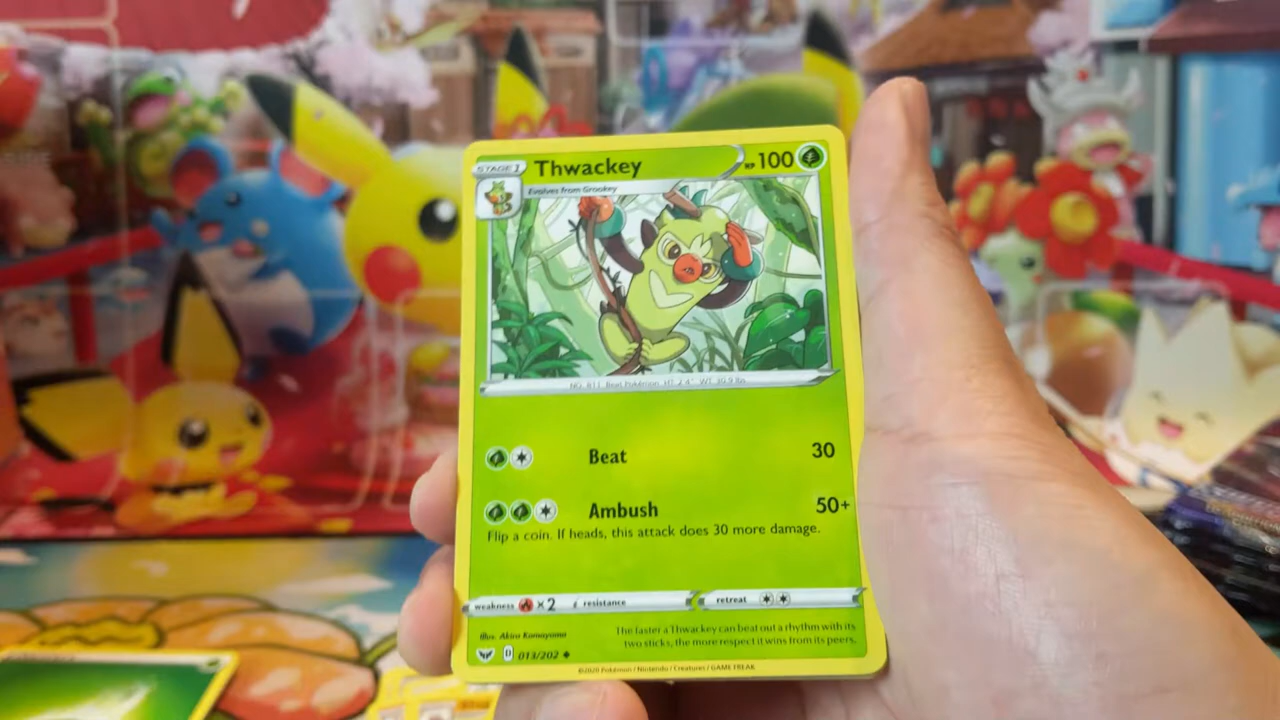 STAGE 1 Thwackey HP 100
Evolves from Grookey
NO. 811 Beat Pokémon HT: 2'4" WT: 30.9 lbs
Beat 30
Ambush 50+
Flip a coin. If heads, this attack does 30 more damage.
weakness ×2 resistance retreat
Illus. Akira Komayama
The faster a Thwackey can beat out a rhythm with its
two sticks, the more respect it wins from its peers.
D 013/202
©2020 Pokémon / Nintendo / Creatures / GAME FREAK